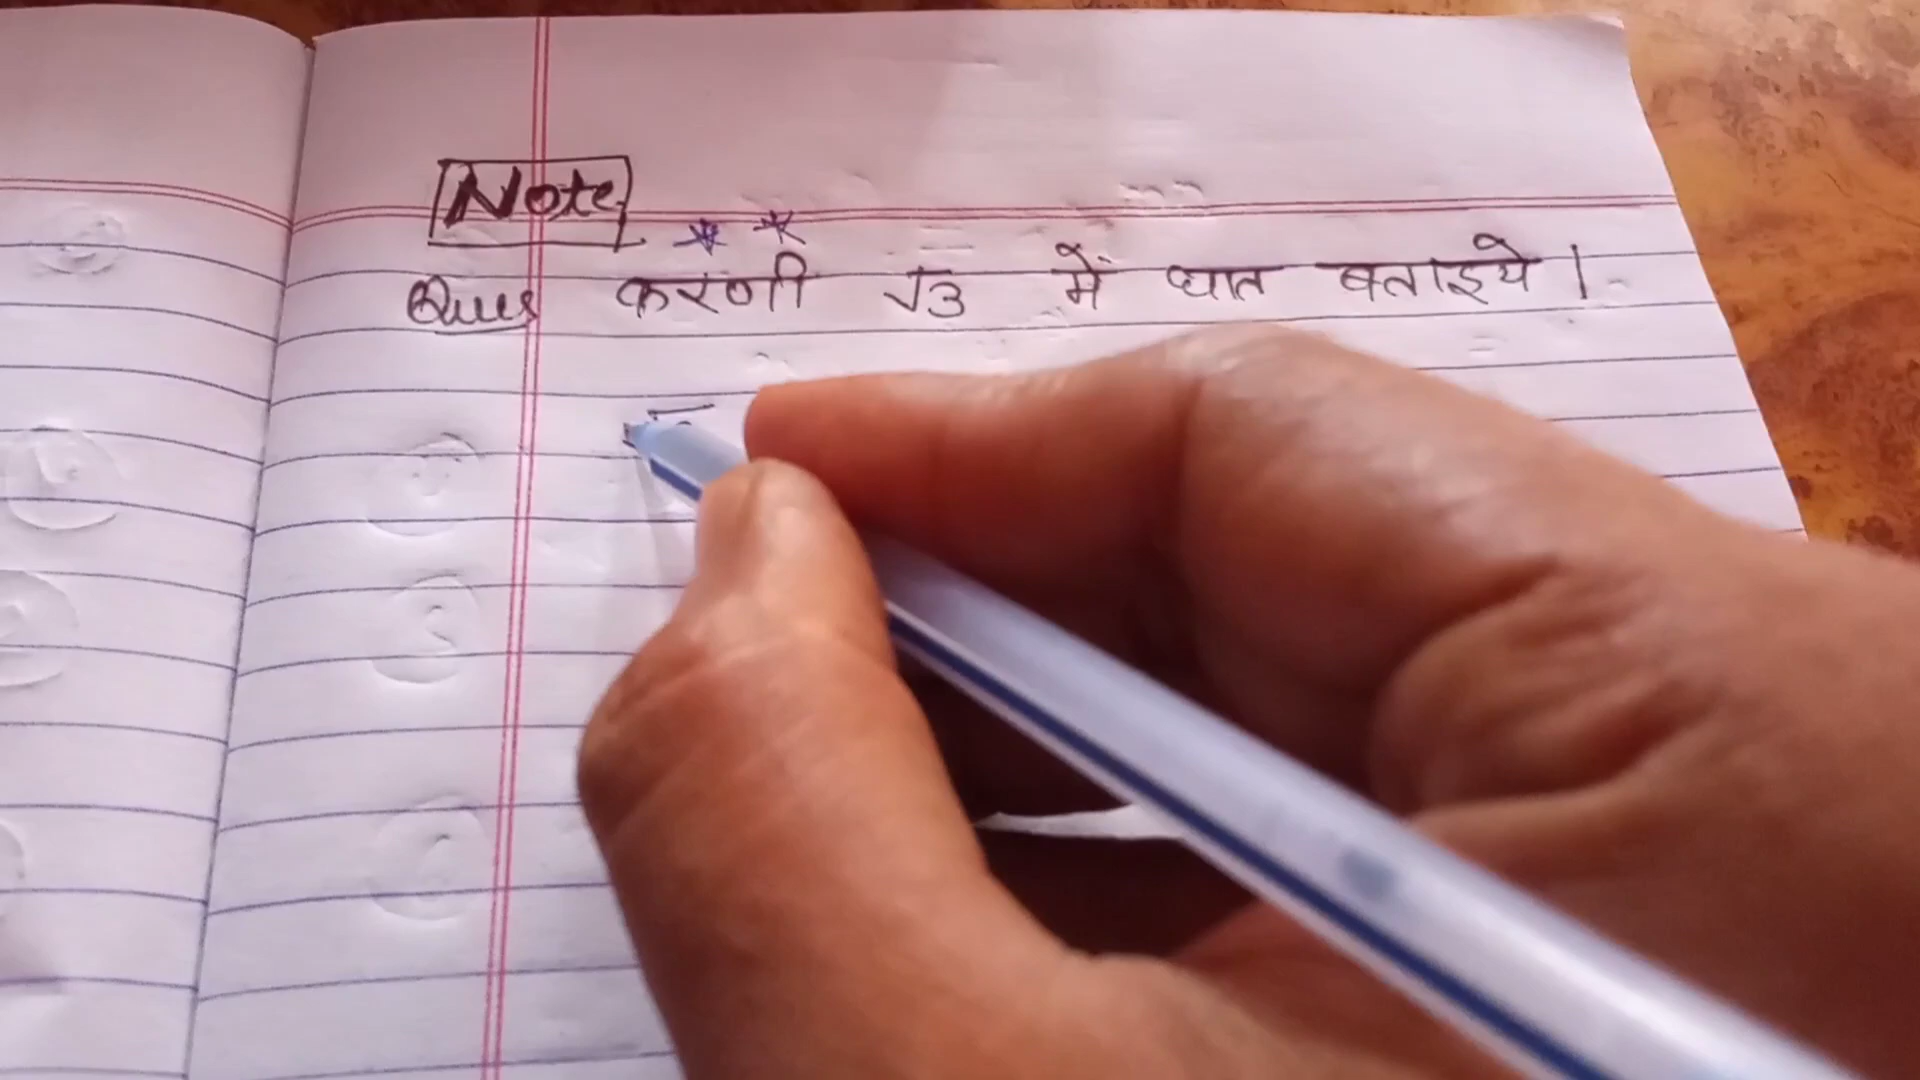 Note
Ques करणी √3 में घात बताइये ।